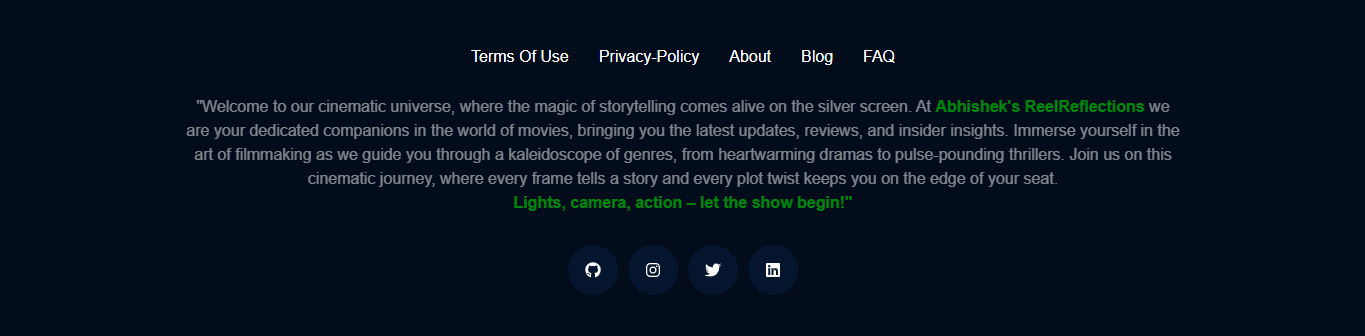 Terms Of Use Privacy-Policy About Blog FAQ
"Welcome to our cinematic universe, where the magic of storytelling comes alive on the silver screen. At Abhishek's ReelReflections we
are your dedicated companions in the world of movies, bringing you the latest updates, reviews, and insider insights. Immerse yourself in the
art of filmmaking as we guide you through a kaleidoscope of genres, from heartwarming dramas to pulse-pounding thrillers. Join us on this
cinematic journey, where every frame tells a story and every plot twist keeps you on the edge of your seat.
Lights, camera, action – let the show begin!"